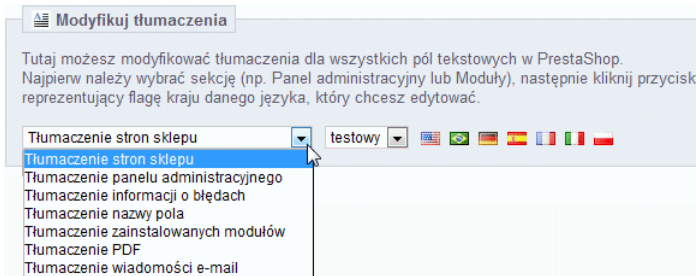 Modyfikuj tłumaczenia
Tutaj możesz modyfikować tłumaczenia dla wszystkich pól tekstowych w PrestaShop.
Najpierw należy wybrać sekcję (np. Panel administracyjny lub Moduły), następnie kliknij przycisk
reprezentujący flagę kraju danego języka, który chcesz edytować.
Tłumaczenie stron sklepu testowy
Tłumaczenie stron sklepu
Tłumaczenie panelu administracyjnego
Tłumaczenie informacji o błędach
Tłumaczenie nazwy pola
Tłumaczenie zainstalowanych modułów
Tłumaczenie PDF
Tłumaczenie wiadomości e-mail